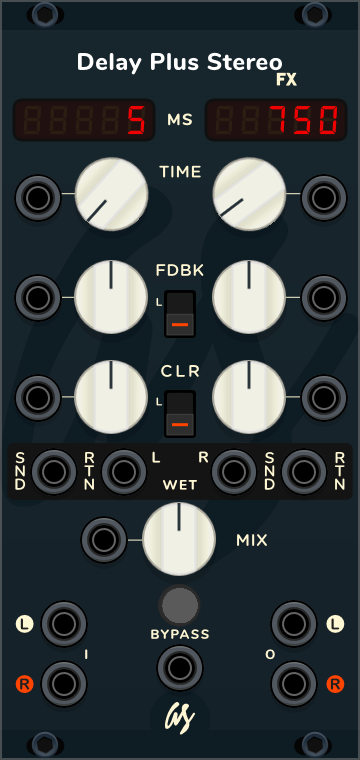 Delay Plus Stereo
FX
5 MS 750
TIME
FDBK
L
CLR
L
SND RTN L R SND RTN
WET
MIX
BYPASS
L L
I O
R R
as